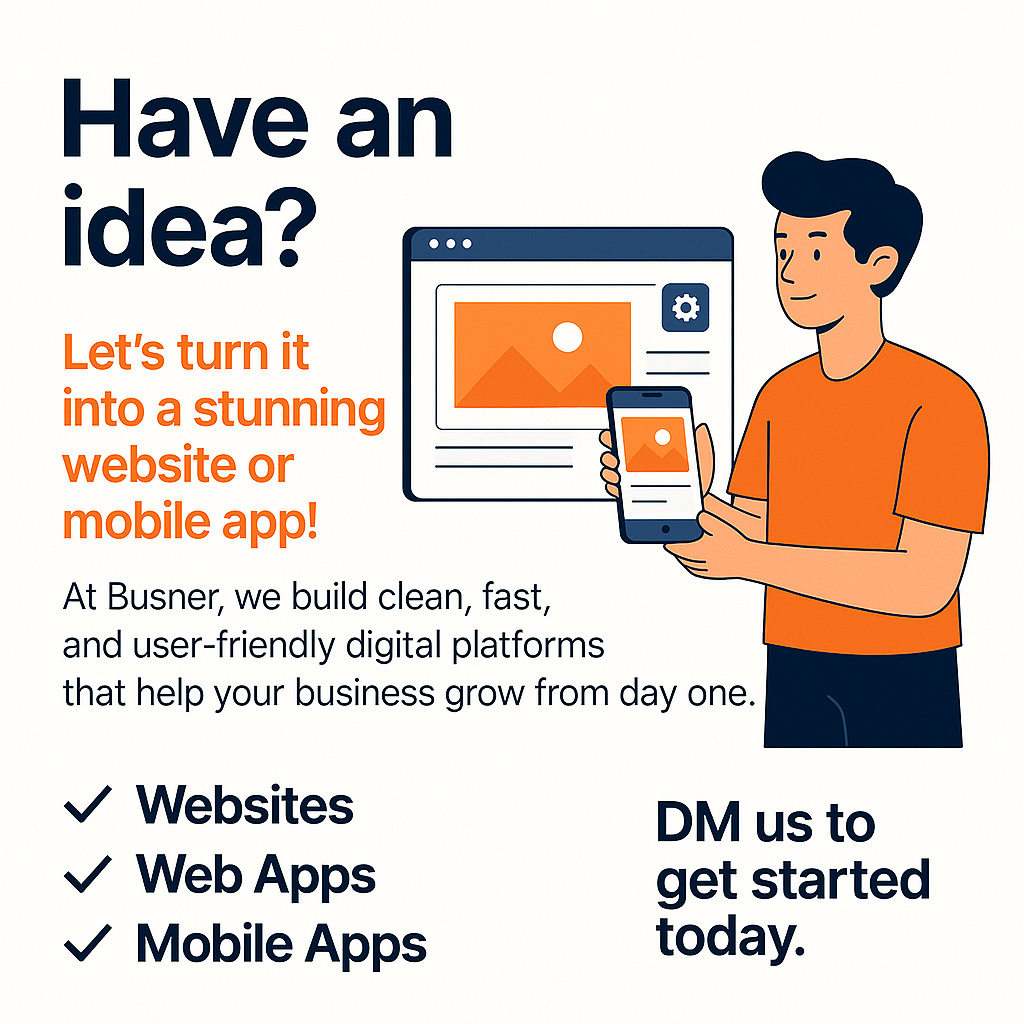 Have an
idea?
Let's turn it
into a stunning
website or
mobile app!
At Busner, we build clean, fast,
and user-friendly digital platforms
that help your business grow from day one.
Websites
Web Apps
Mobile Apps
DM us to
get started
today.